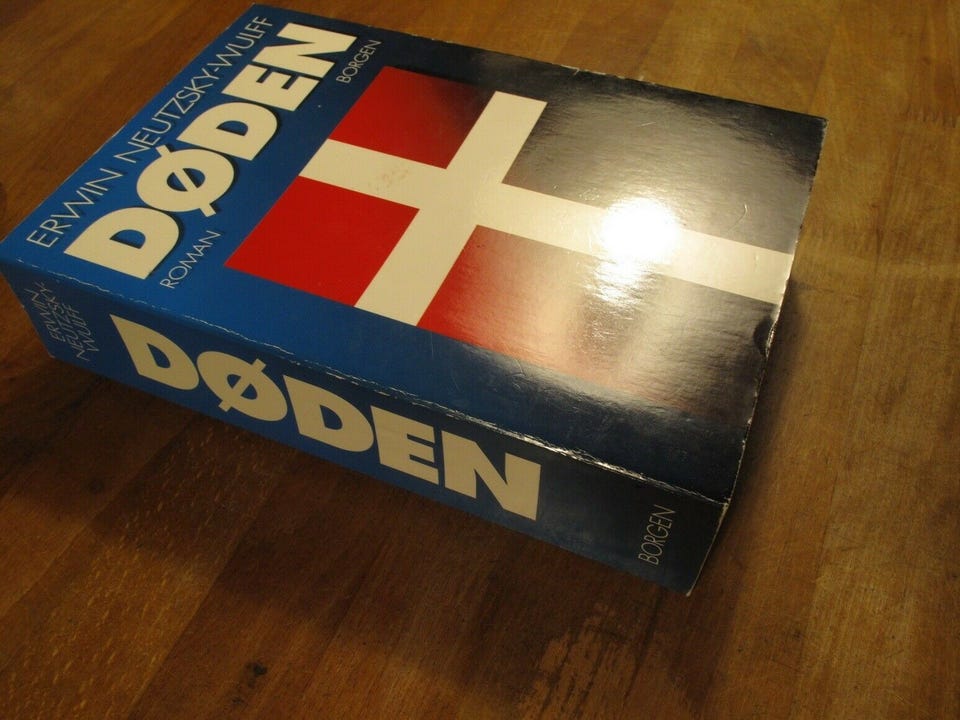 ERWIN NEUTZSKY-WULFF
DØDEN
ROMAN
BORGEN
ERWIN
NEUTZSKY-
WULFF
DØDEN
BORGEN